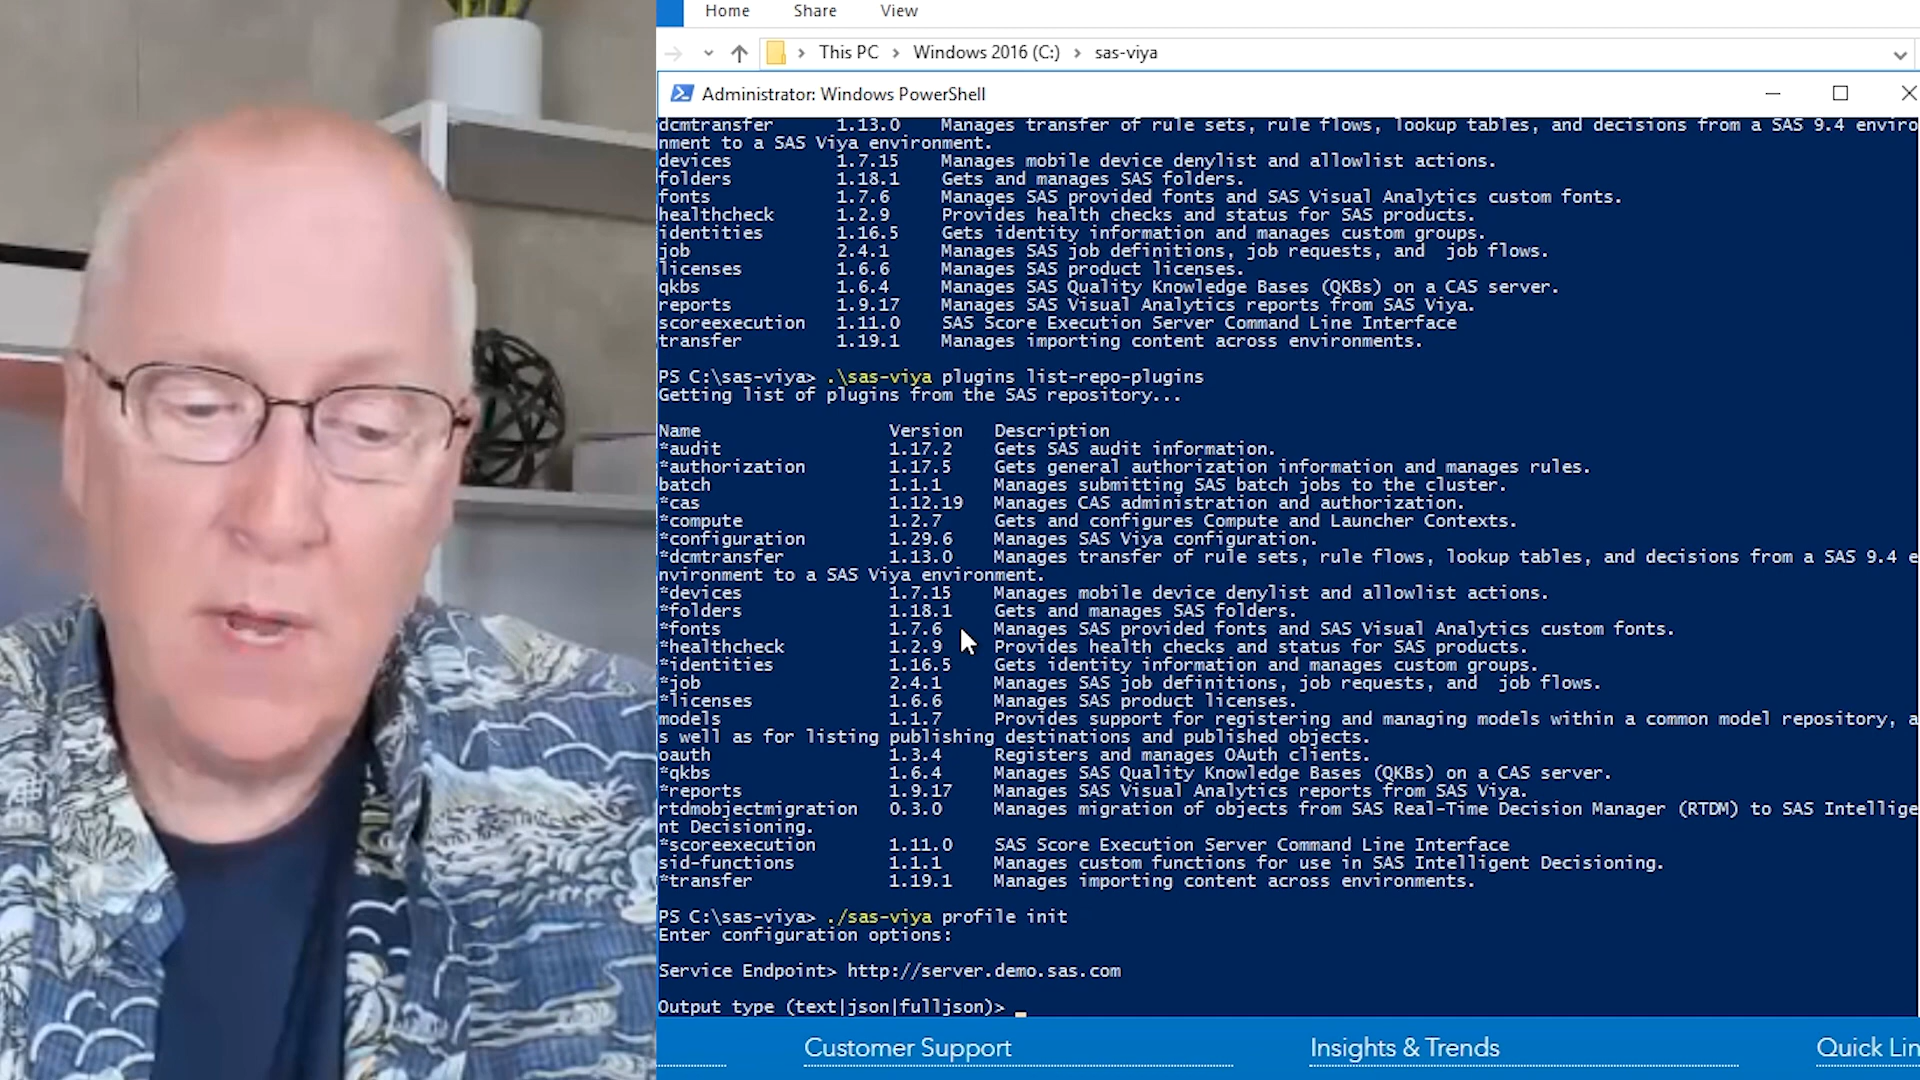 Home Share View
This PC > Windows 2016 (C:) > sas-viya
Administrator: Windows PowerShell
dcmtransfer 1.13.0 Manages transfer of rule sets, rule flows, lookup tables, and decisions from a SAS 9.4 enviro
nment to a SAS Viya environment.
devices 1.7.15 Manages mobile device denylist and allowlist actions.
folders 1.18.1 Gets and manages SAS folders.
fonts 1.7.6 Manages SAS provided fonts and SAS Visual Analytics custom fonts.
healthcheck 1.2.9 Provides health checks and status for SAS products.
identities 1.16.5 Gets identity information and manages custom groups.
job 2.4.1 Manages SAS job definitions, job requests, and  job flows.
licenses 1.6.6 Manages SAS product licenses.
qkbs 1.6.4 Manages SAS Quality Knowledge Bases (QKBs) on a CAS server.
reports 1.9.17 Manages SAS Visual Analytics reports from SAS Viya.
scoreexecution 1.11.0 SAS Score Execution Server Command Line Interface
transfer 1.19.1 Manages importing content across environments.
PS C:\sas-viya> .\sas-viya plugins list-repo-plugins
Getting list of plugins from the SAS repository...
Name Version Description
*audit 1.17.2 Gets SAS audit information.
*authorization 1.17.5 Gets general authorization information and manages rules.
batch 1.1.1 Manages submitting SAS batch jobs to the cluster.
*cas 1.12.19 Manages CAS administration and authorization.
*compute 1.2.7 Gets and configures Compute and Launcher Contexts.
*configuration 1.29.6 Manages SAS Viya configuration.
*dcmtransfer 1.13.0 Manages transfer of rule sets, rule flows, lookup tables, and decisions from a SAS 9.4 e
nvironment to a SAS Viya environment.
*devices 1.7.15 Manages mobile device denylist and allowlist actions.
*folders 1.18.1 Gets and manages SAS folders.
*fonts 1.7.6 Manages SAS provided fonts and SAS Visual Analytics custom fonts.
*healthcheck 1.2.9 Provides health checks and status for SAS products.
*identities 1.16.5 Gets identity information and manages custom groups.
*job 2.4.1 Manages SAS job definitions, job requests, and  job flows.
*licenses 1.6.6 Manages SAS product licenses.
models 1.1.7 Provides support for registering and managing models within a common model repository, a
s well as for listing publishing destinations and published objects.
oauth 1.3.4 Registers and manages OAuth clients.
*qkbs 1.6.4 Manages SAS Quality Knowledge Bases (QKBs) on a CAS server.
*reports 1.9.17 Manages SAS Visual Analytics reports from SAS Viya.
rtdmobjectmigration 0.3.0 Manages migration of objects from SAS Real-Time Decision Manager (RTDM) to SAS Intellige
nt Decisioning.
*scoreexecution 1.11.0 SAS Score Execution Server Command Line Interface
sid-functions 1.1.1 Manages custom functions for use in SAS Intelligent Decisioning.
*transfer 1.19.1 Manages importing content across environments.
PS C:\sas-viya> ./sas-viya profile init
Enter configuration options:
Service Endpoint> http://server.demo.sas.com
Output type (text|json|fulljson)>
Customer Support Insights & Trends Quick Lin